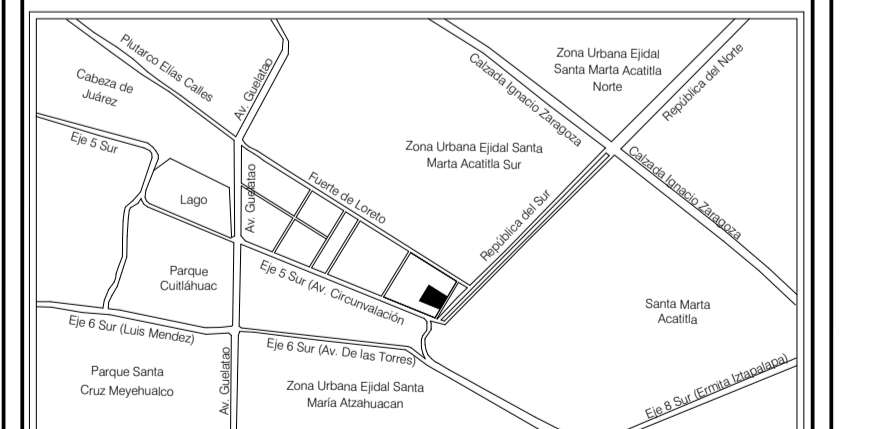 Plutarco Elías Calles
Av. Guelatao
Calzada Ignacio Zaragoza
Zona Urbana Ejidal
Santa Marta Acatitla
Norte
República del Norte
Cabeza de
Juárez
Eje 5 Sur
Zona Urbana Ejidal Santa
Marta Acatitla Sur
Calzada Ignacio Zaragoza
Lago
Av. Guelatao
Fuerte de Loreto
República del Sur
Parque
Cuitláhuac
Eje 5 Sur (Av. Circunvalación
Santa Marta
Acatitla
Eje 6 Sur (Luis Mendez)
Eje 6 Sur (Av. De las Torres)
Parque Santa
Cruz Meyehualco
Av. Guelatao
Zona Urbana Ejidal Santa
María Atzahuacan
Eje 8 Sur (Ermita Iztapalapa)